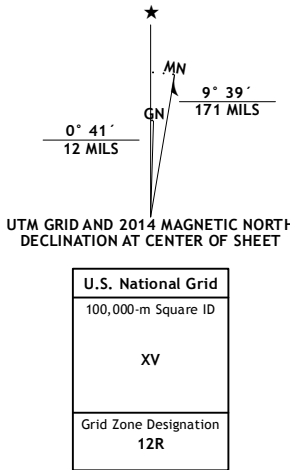 MN
GN
9° 39´
171 MILS
0° 41´
12 MILS
UTM GRID AND 2014 MAGNETIC NORTH
DECLINATION AT CENTER OF SHEET
U.S. National Grid
100,000-m Square ID
XV
Grid Zone Designation
12R